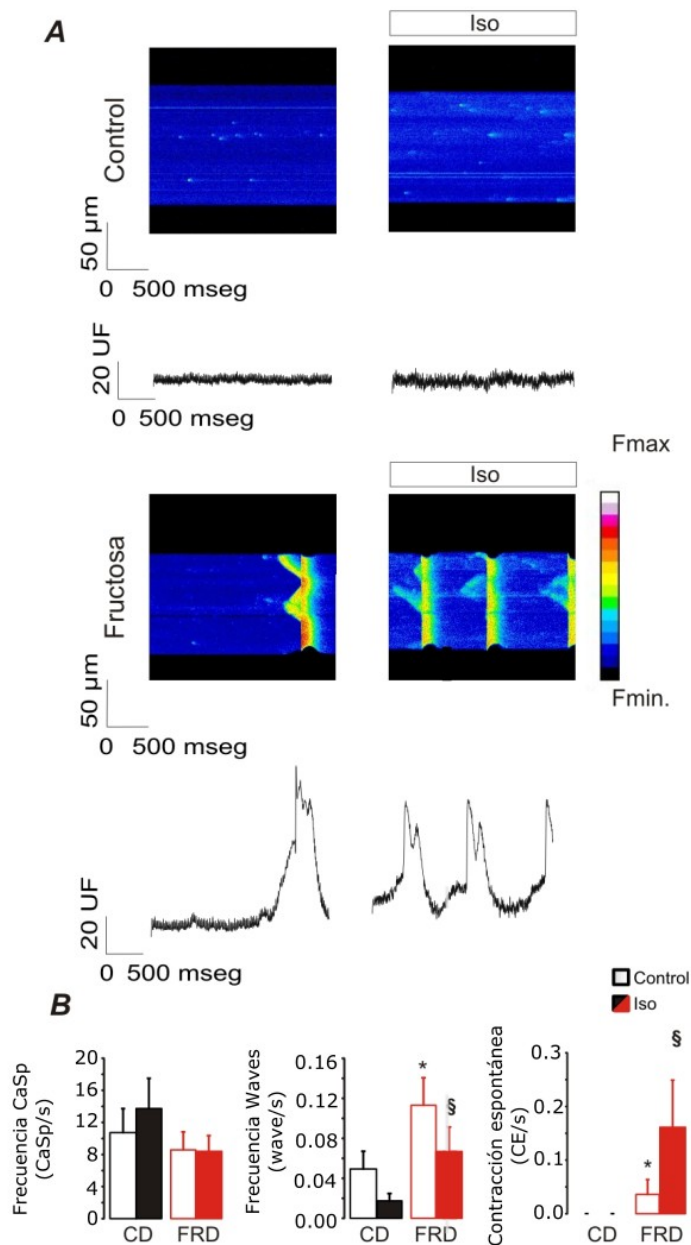 A
Iso
Control
50 µm
0 500 mseg
20 UF
0 500 mseg
Fmax
Iso
Fructosa
Fmin.
50 µm
0 500 mseg
20 UF
0 500 mseg
B
Control
Iso
Frecuencia CaSp
(CaSp/s)
20
16
12
8
4
0
CD FRD
Frecuencia Waves
(wave/s)
0.16
0.12
0.08
0.04
0.00
*
§
CD FRD
Contracción espontánea
(CE/s)
0.3
0.2
0.1
0.0
*
§
CD FRD